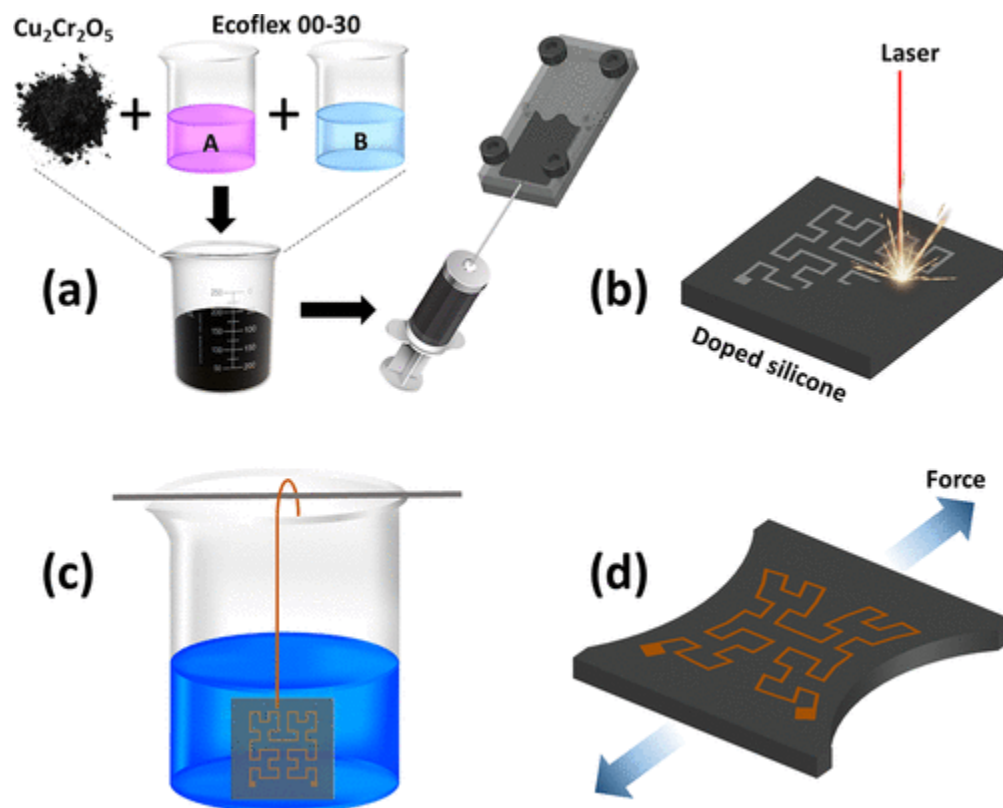 Cu₂Cr₂O₅
Ecoflex 00-30
A
B
(a)
Laser
(b)
Doped silicone
(c)
Force
(d)